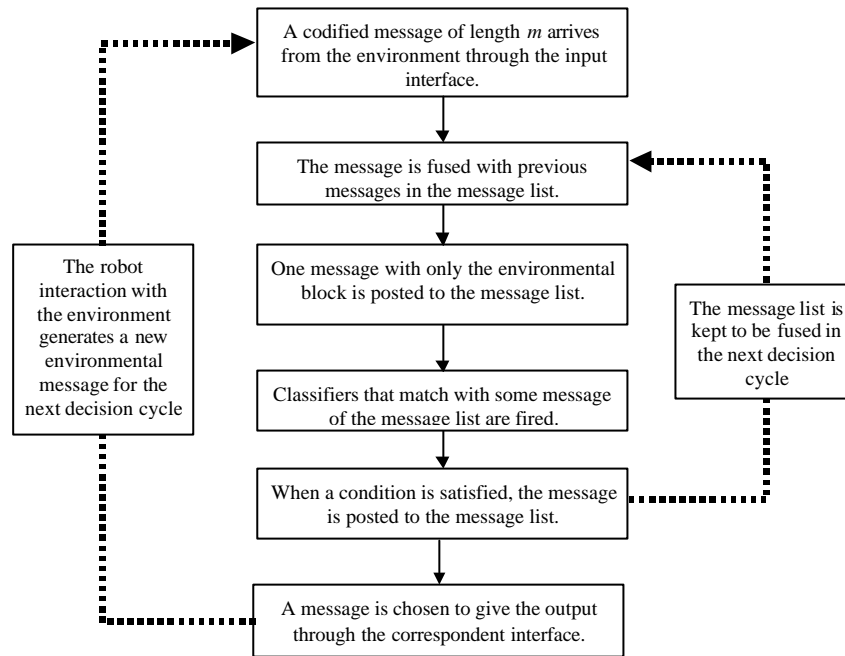 A codified message of length m arrives
from the environment through the input
interface.
The message is fused with previous
messages in the message list.
One message with only the environmental
block is posted to the message list.
Classifiers that match with some message
of the message list are fired.
When a condition is satisfied, the message
is posted to the message list.
A message is chosen to give the output
through the correspondent interface.
The robot
interaction with
the environment
generates a new
environmental
message for the
next decision cycle
The message list is
kept to be fused in
the next decision
cycle